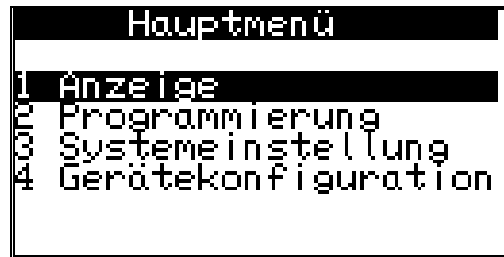 Hauptmenü
1 Anzeige
2 Programmierung
3 Systemeinstellung
4 Gerätekonfiguration